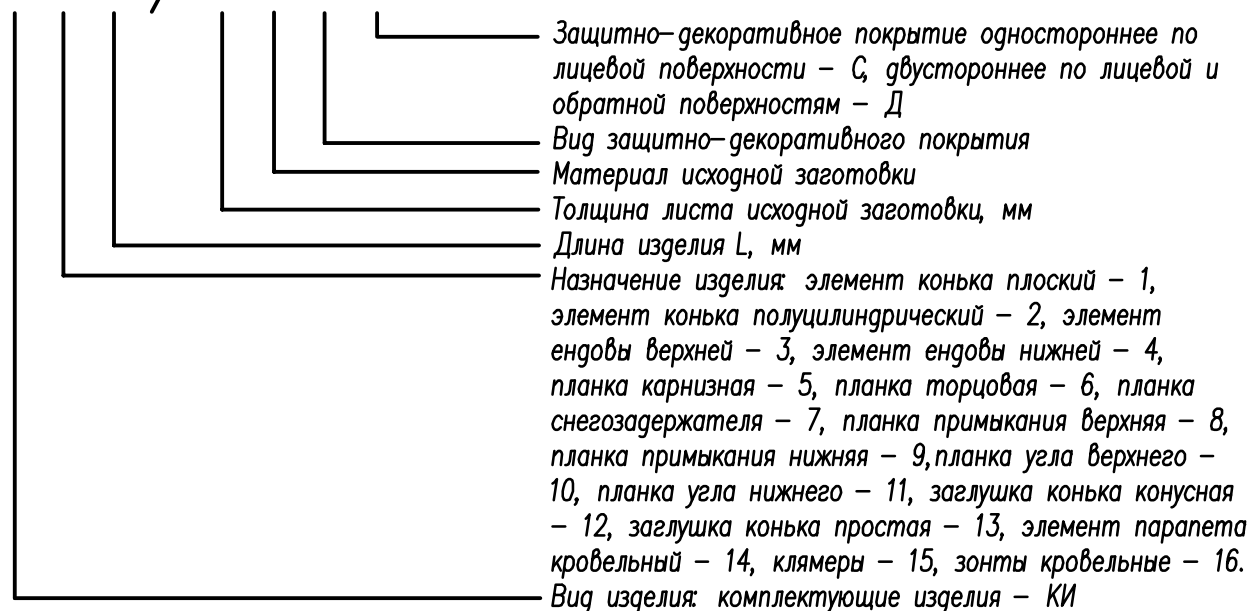 Защитно-декоративное покрытие одностороннее по
лицевой поверхности – С, двустороннее по лицевой и
обратной поверхностям – Д
Вид защитно-декоративного покрытия
Материал исходной заготовки
Толщина листа исходной заготовки, мм
Длина изделия L, мм
Назначение изделия: элемент конька плоский – 1,
элемент конька полуцилиндрический – 2, элемент
ендовы верхней – 3, элемент ендовы нижней – 4,
планка карнизная – 5, планка торцовая – 6, планка
снегозадержателя – 7, планка примыкания верхняя – 8,
планка примыкания нижняя – 9, планка угла верхнего –
10, планка угла нижнего – 11, заглушка конька конусная
– 12, заглушка конька простая – 13, элемент парапета
кровельный – 14, клямеры – 15, зонты кровельные – 16.
Вид изделия: комплектующие изделия – КИ